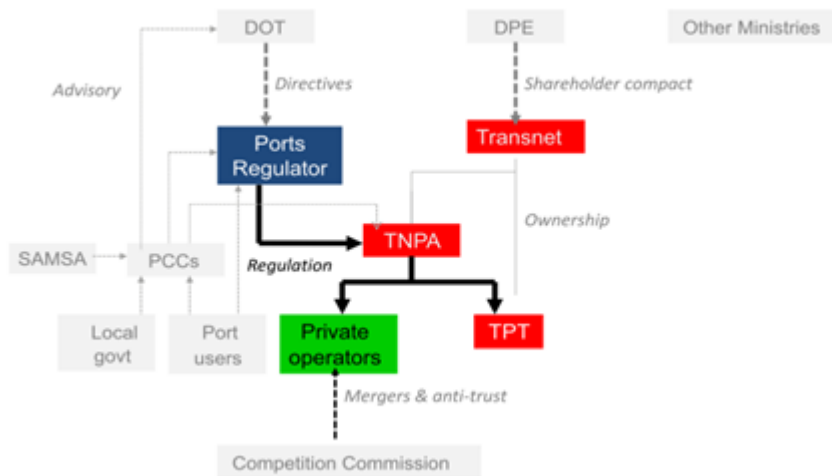 DOT
DPE
Other Ministries
Advisory
Directives
Shareholder compact
Ports
Regulator
Transnet
Ownership
TNPA
SAMSA
PCCs
Regulation
Local
govt
Port
users
Private
operators
TPT
Mergers & anti-trust
Competition Commission